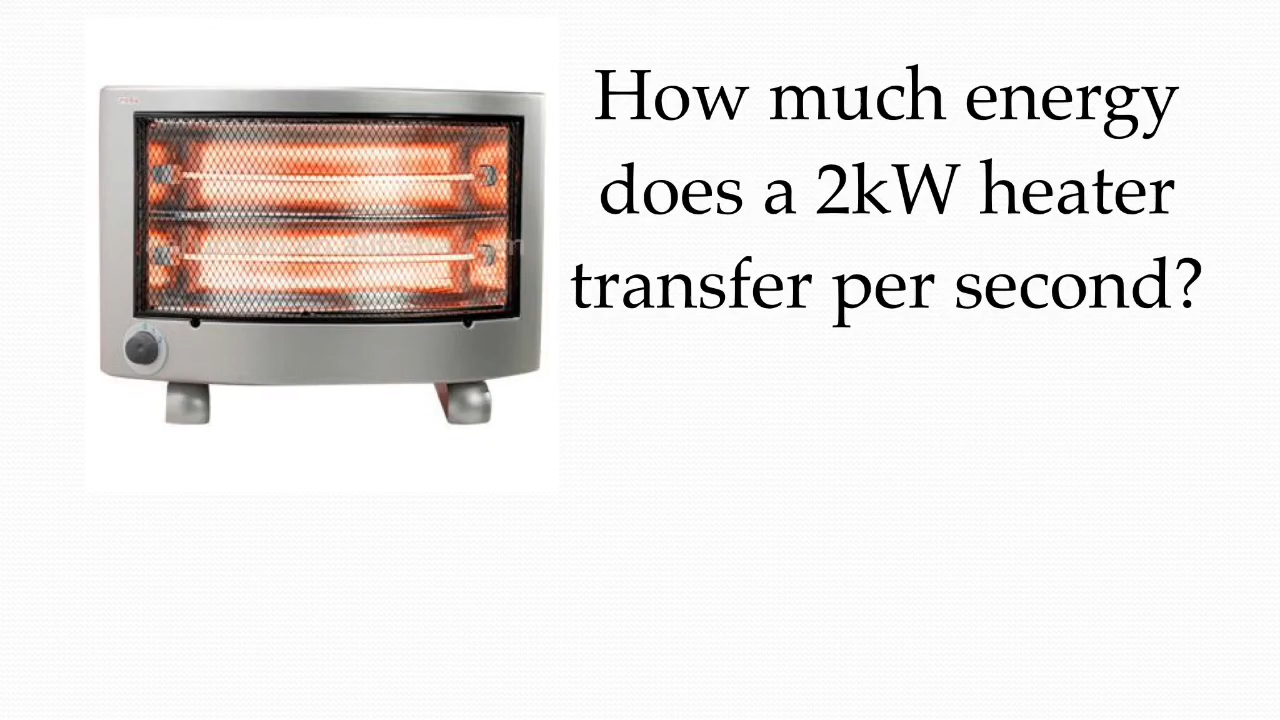 How much energy
does a 2kW heater
transfer per second?